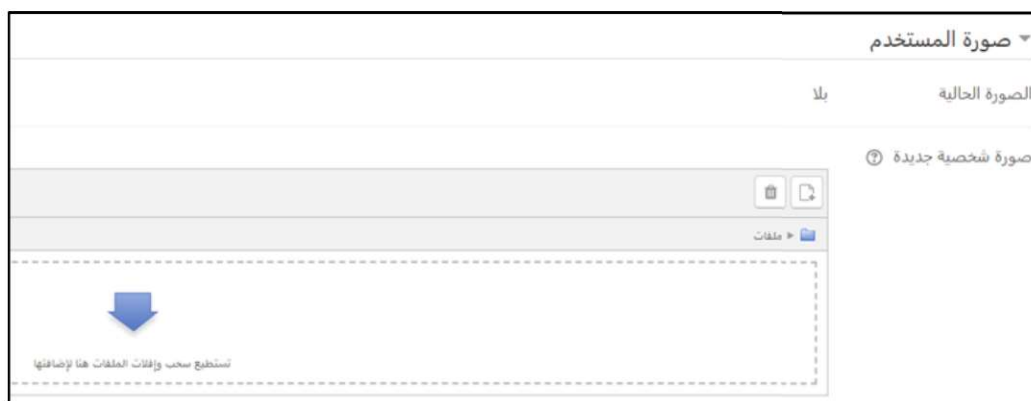 صورة المستخدم
الصورة الحالية
بلا
صورة شخصية جديدة
ملفات
تستطيع سحب وإفلات الملفات هنا لإضافتها